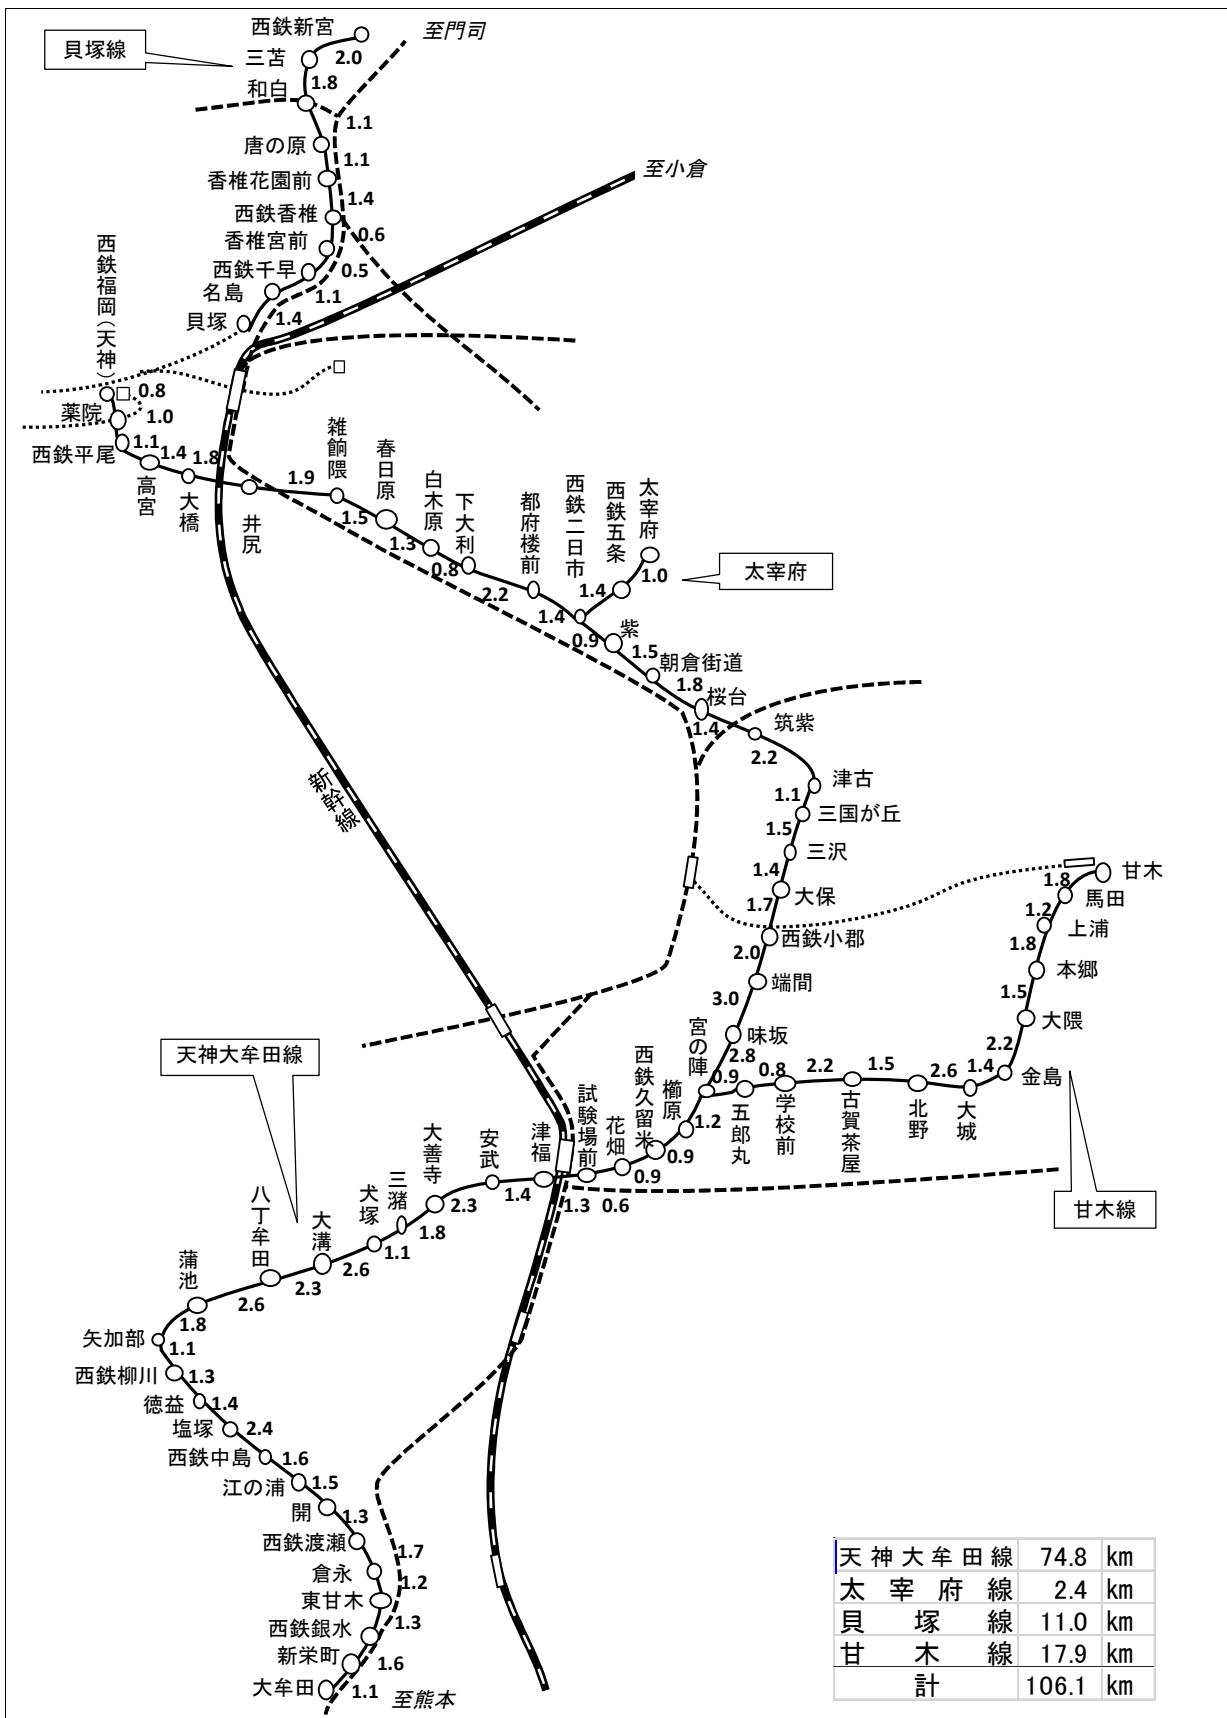 西鉄新宮
至門司
貝塚線
三苫
2.0
1.8
和白
1.1
唐の原
1.1
至小倉
香椎花園前
1.4
西鉄香椎
0.6
香椎宮前
0.5
西鉄千早
1.1
名島
1.4
貝塚
西鉄福岡(天神)
0.8
薬院
1.0
西鉄平尾
1.1
1.4
高宮
1.8
大橋
井尻
1.9
雑餉隈
1.5
春日原
1.3
白木原
0.8
下大利
2.2
都府楼前
1.4
西鉄二日市
1.4
西鉄五条
1.0
太宰府
太宰府
0.9
紫
1.5
朝倉街道
1.8
桜台
1.4
筑紫
2.2
津古
1.1
三国が丘
1.5
三沢
1.4
大保
1.7
西鉄小郡
2.0
端間
3.0
味坂
2.8
宮の陣
新幹線
甘木
1.8
馬田
1.2
上浦
1.8
本郷
1.5
大隈
2.2
金島
1.4
大城
2.6
北野
1.5
古賀茶屋
2.2
学校前
0.8
五郎丸
0.9
甘木線
1.2
櫛原
0.9
西鉄久留米
0.9
花畑
0.6
試験場前
1.3
津福
1.4
安武
2.3
大善寺
1.8
三潴
1.1
犬塚
2.6
大溝
2.3
八丁牟田
2.6
蒲池
1.8
天神大牟田線
矢加部
1.1
西鉄柳川
1.3
徳益
1.4
塩塚
2.4
西鉄中島
1.6
江の浦
1.5
開
1.3
西鉄渡瀬
1.7
倉永
1.2
東甘木
1.3
西鉄銀水
1.6
新栄町
1.1
大牟田
至熊本
天神大牟田線 74.8 km
太宰府線 2.4 km
貝塚線 11.0 km
甘木線 17.9 km
計 106.1 km